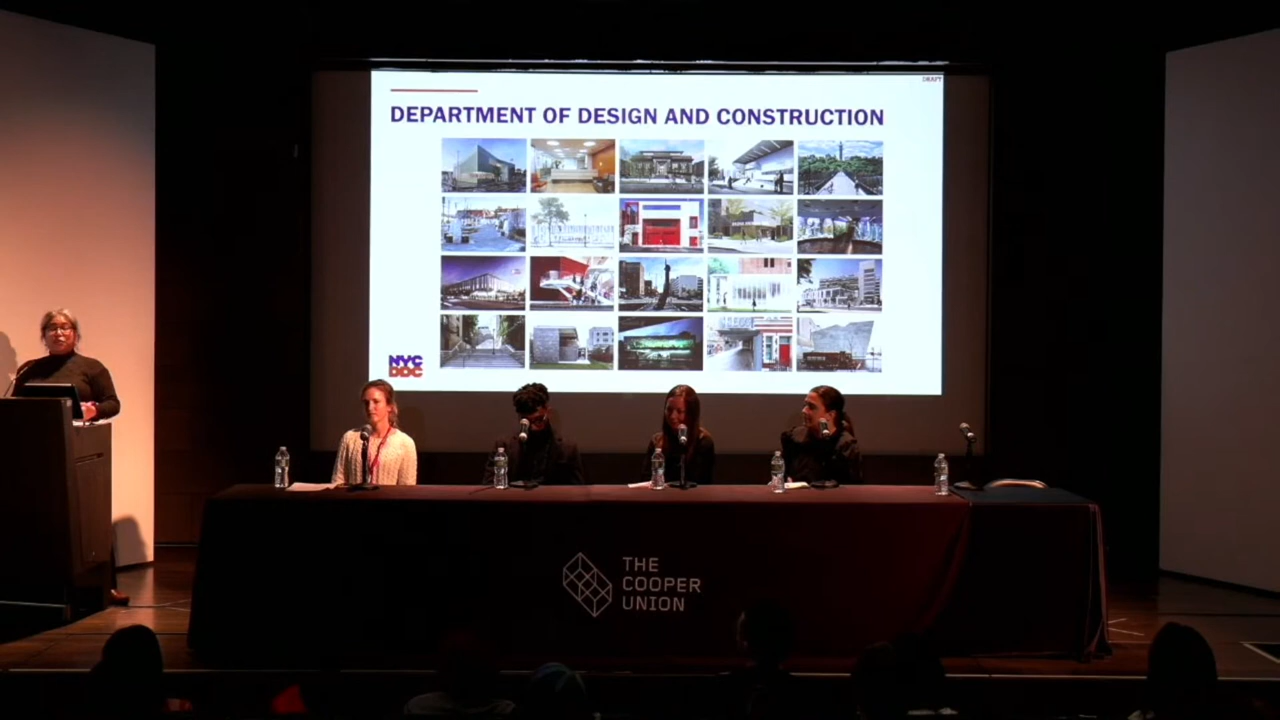 DRAFT
DEPARTMENT OF DESIGN AND CONSTRUCTION
NYC
DDC
THE
COOPER
UNION